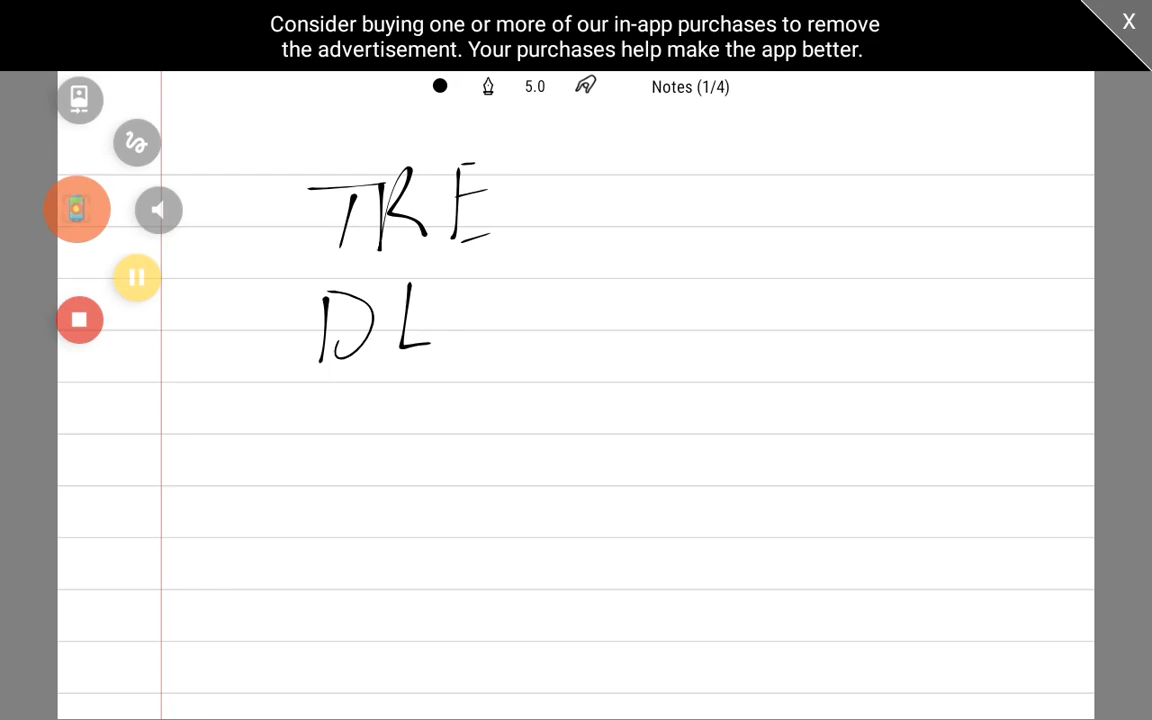 Consider buying one or more of our in-app purchases to remove
the advertisement. Your purchases help make the app better.
X
5.0 Notes (1/4)
TRE
DL